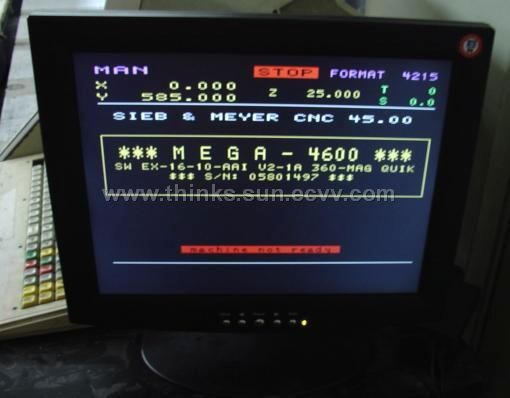 MAN STOP FORMAT 4215
X 0.000 T 0
Y 585.000 Z 25.000 S 0.0
SIEB & MEYER CNC 45.00
*** MEGA - 4600 ***
SW EX-16-10-AAI V2-1A 360-MAG QUIK
*** S/N: 05801497 ***
www.thinks.sun.ecvv.com
machine not ready